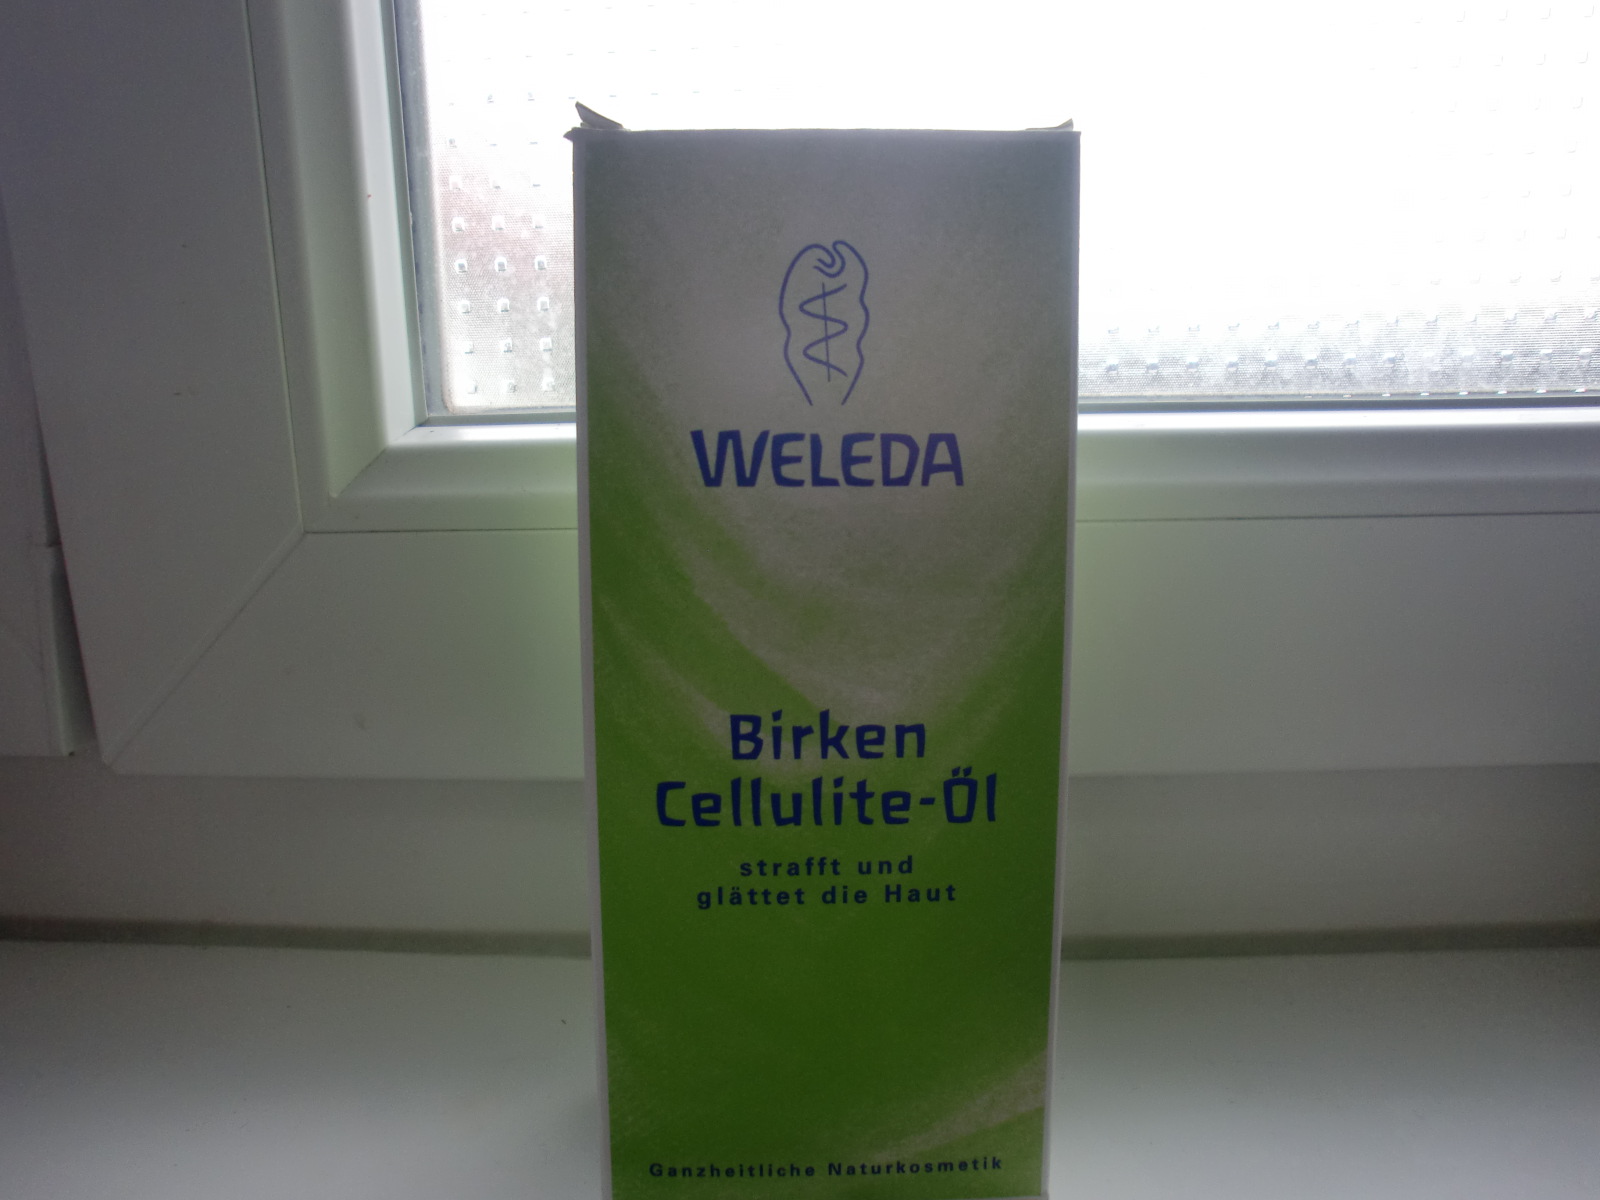 WELEDA
Birken
Cellulite-Öl
strafft und
glättet die Haut
Ganzheitliche Naturkosmetik